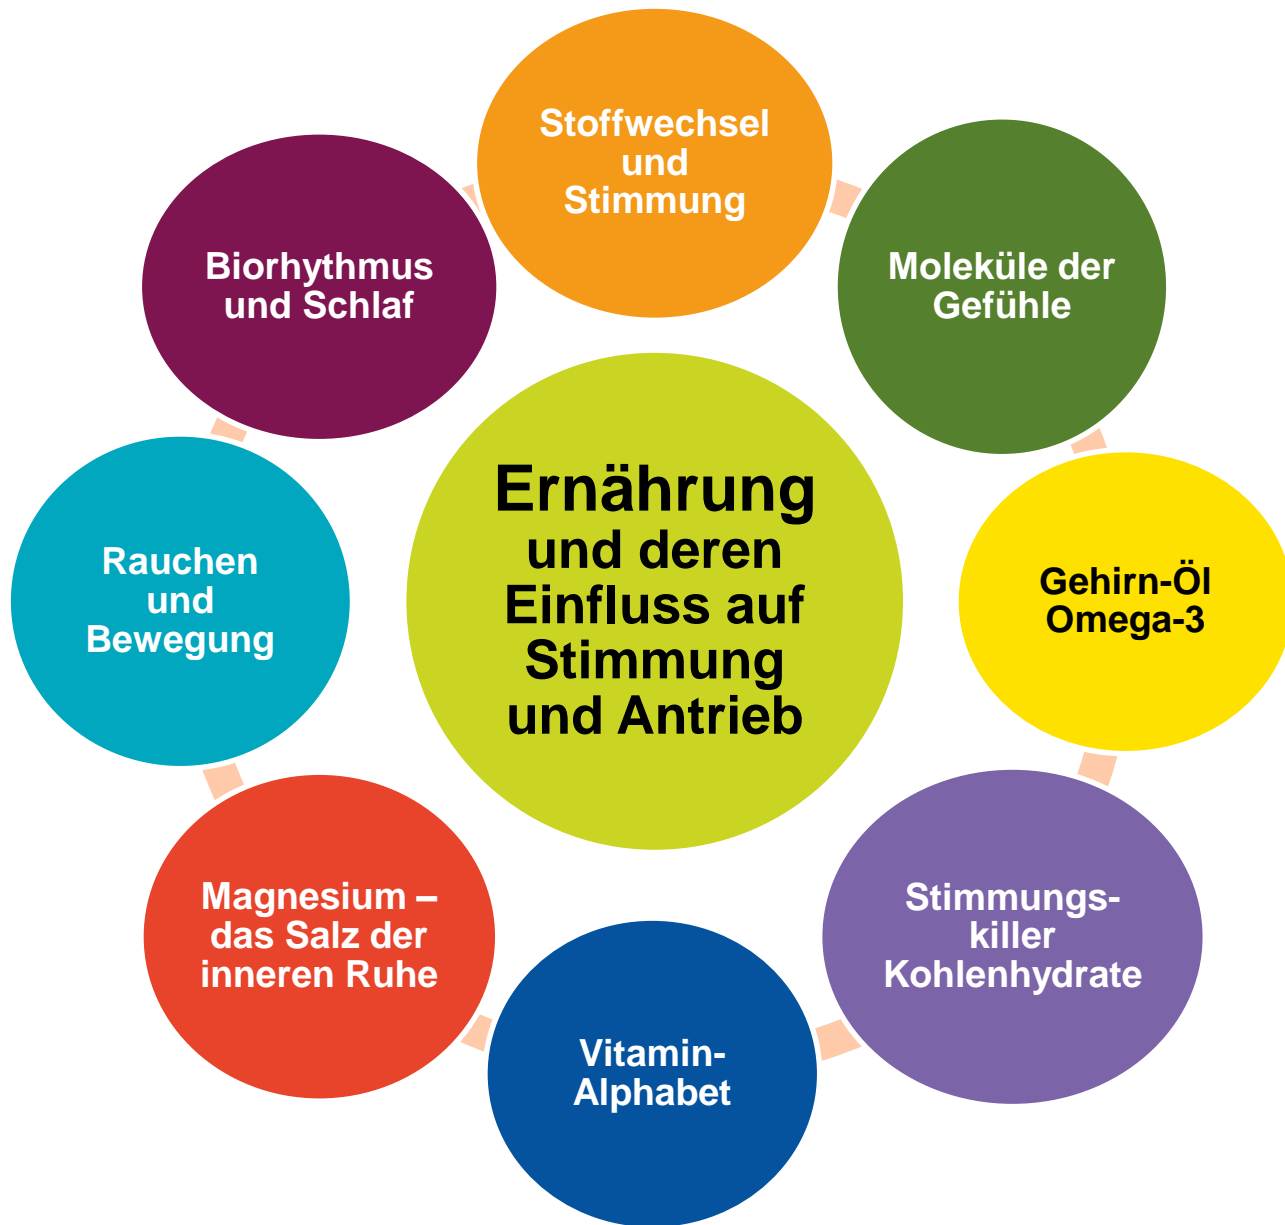 Stoffwechsel
und
Stimmung
Moleküle der
Gefühle
Gehirn-Öl
Omega-3
Stimmungs-
killer
Kohlenhydrate
Vitamin-
Alphabet
Magnesium –
das Salz der
inneren Ruhe
Rauchen
und
Bewegung
Biorhythmus
und Schlaf
Ernährung
und deren
Einfluss auf
Stimmung
und Antrieb